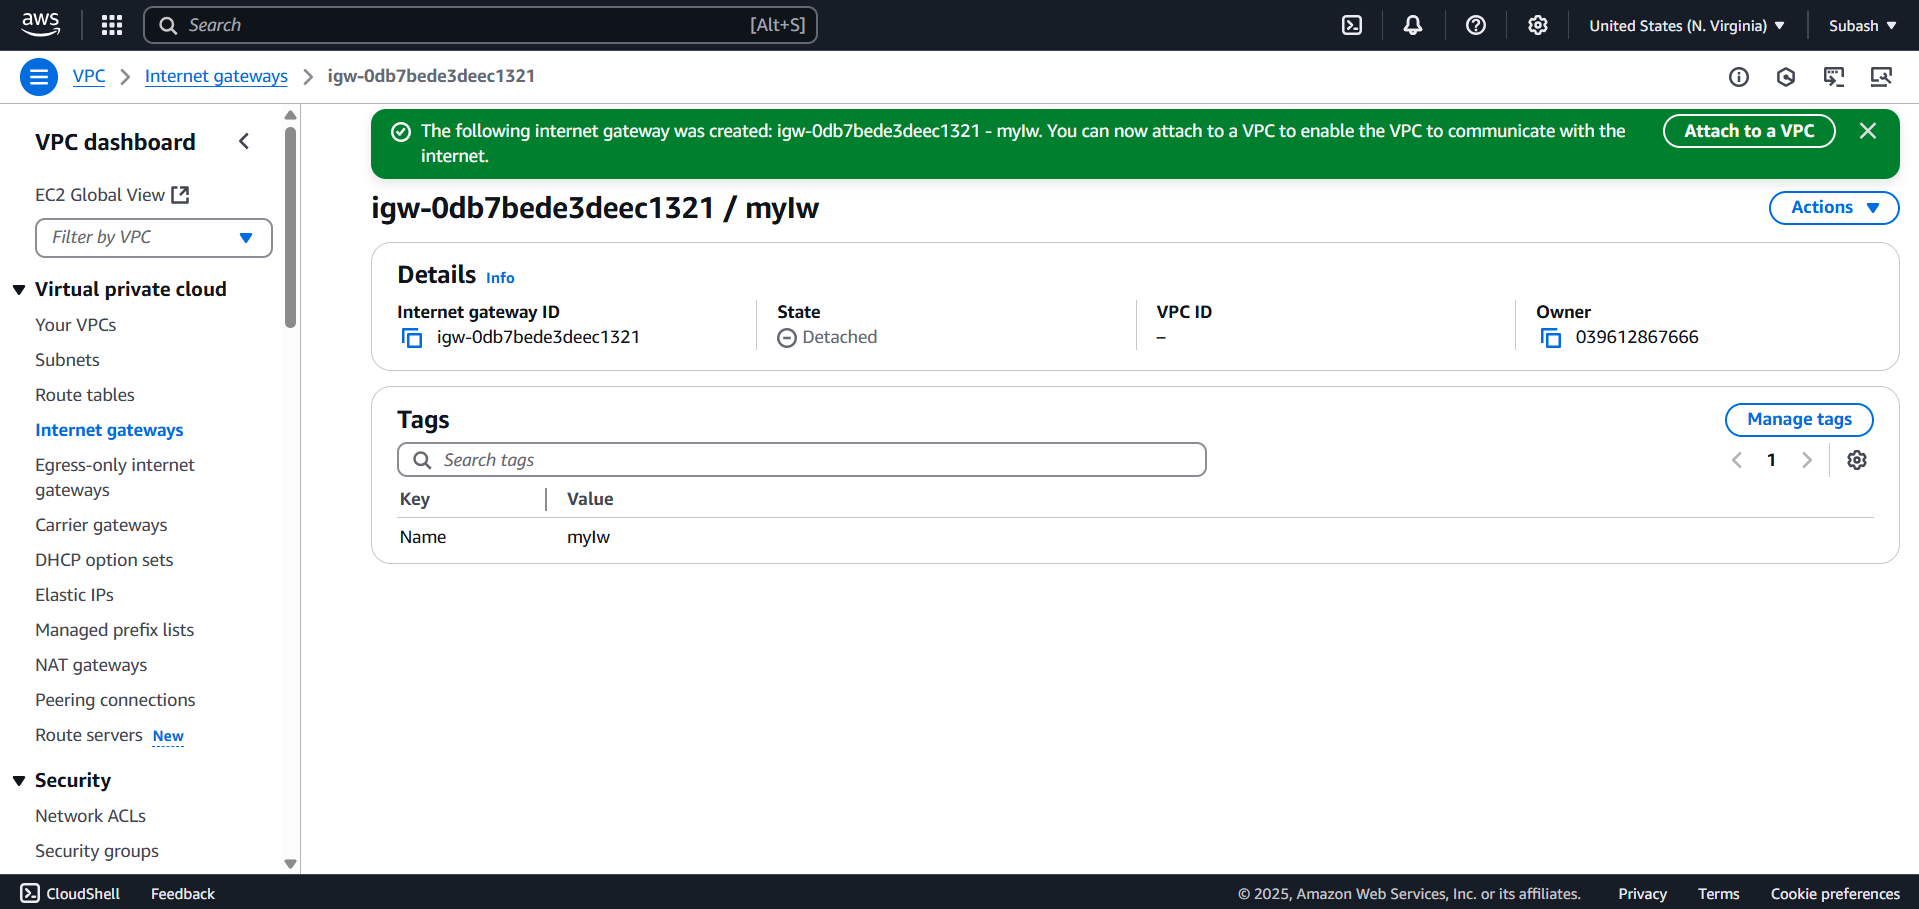 aws
Search
[Alt+S]
United States (N. Virginia)
Subash
VPC
Internet gateways
igw-0db7bede3deec1321
VPC dashboard
EC2 Global View
Filter by VPC
Virtual private cloud
Your VPCs
Subnets
Route tables
Internet gateways
Egress-only internet
gateways
Carrier gateways
DHCP option sets
Elastic IPs
Managed prefix lists
NAT gateways
Peering connections
Route servers New
Security
Network ACLs
Security groups
The following internet gateway was created: igw-0db7bede3deec1321 - myIw. You can now attach to a VPC to enable the VPC to communicate with the
internet.
Attach to a VPC
igw-0db7bede3deec1321 / myIw
Actions
Details Info
Internet gateway ID
igw-0db7bede3deec1321
State
Detached
VPC ID
–
Owner
039612867666
Tags
Manage tags
Search tags
1
Key
Value
Name
myIw
CloudShell
Feedback
© 2025, Amazon Web Services, Inc. or its affiliates.
Privacy
Terms
Cookie preferences